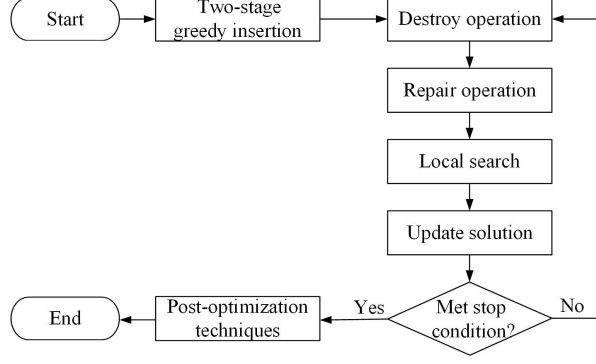 Start
Two-stage
greedy insertion
Destroy operation
Repair operation
Local search
Update solution
Met stop
condition?
Yes
No
Post-optimization
techniques
End